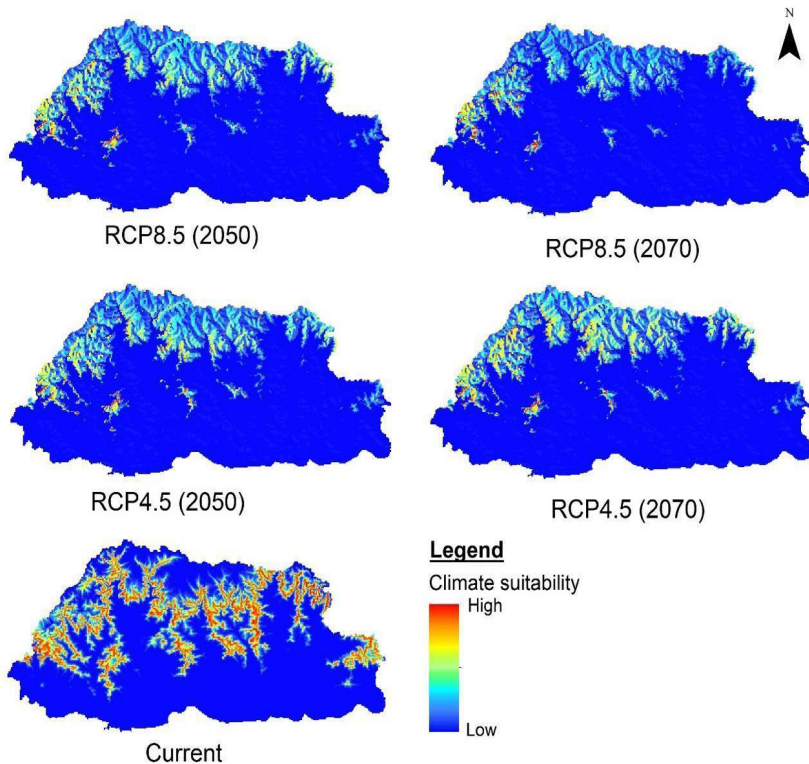 N
RCP8.5 (2050)
RCP8.5 (2070)
RCP4.5 (2050)
RCP4.5 (2070)
Current
Legend
Climate suitability
High
Low